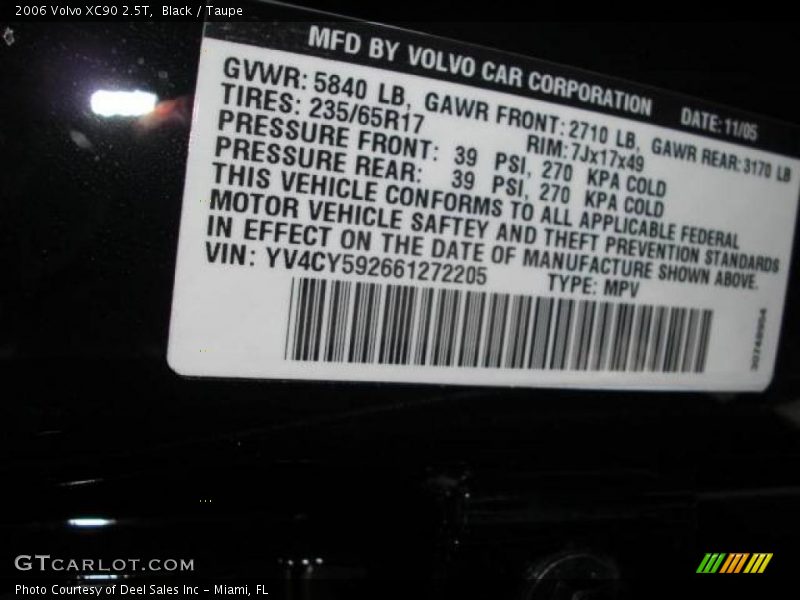 2006 Volvo XC90 2.5T, Black / Taupe
MFD BY VOLVO CAR CORPORATION DATE: 11/05
GVWR: 5840 LB, GAWR FRONT: 2710 LB, GAWR REAR: 3170 LB
TIRES: 235/65R17 RIM: 7Jx17x49
PRESSURE FRONT: 39 PSI, 270 KPA COLD
PRESSURE REAR: 39 PSI, 270 KPA COLD
THIS VEHICLE CONFORMS TO ALL APPLICABLE FEDERAL
MOTOR VEHICLE SAFTEY AND THEFT PREVENTION STANDARDS
IN EFFECT ON THE DATE OF MANUFACTURE SHOWN ABOVE.
VIN: YV4CY592661272205 TYPE: MPV
GTCARLOT.COM
Photo Courtesy of Deel Sales Inc - Miami, FL